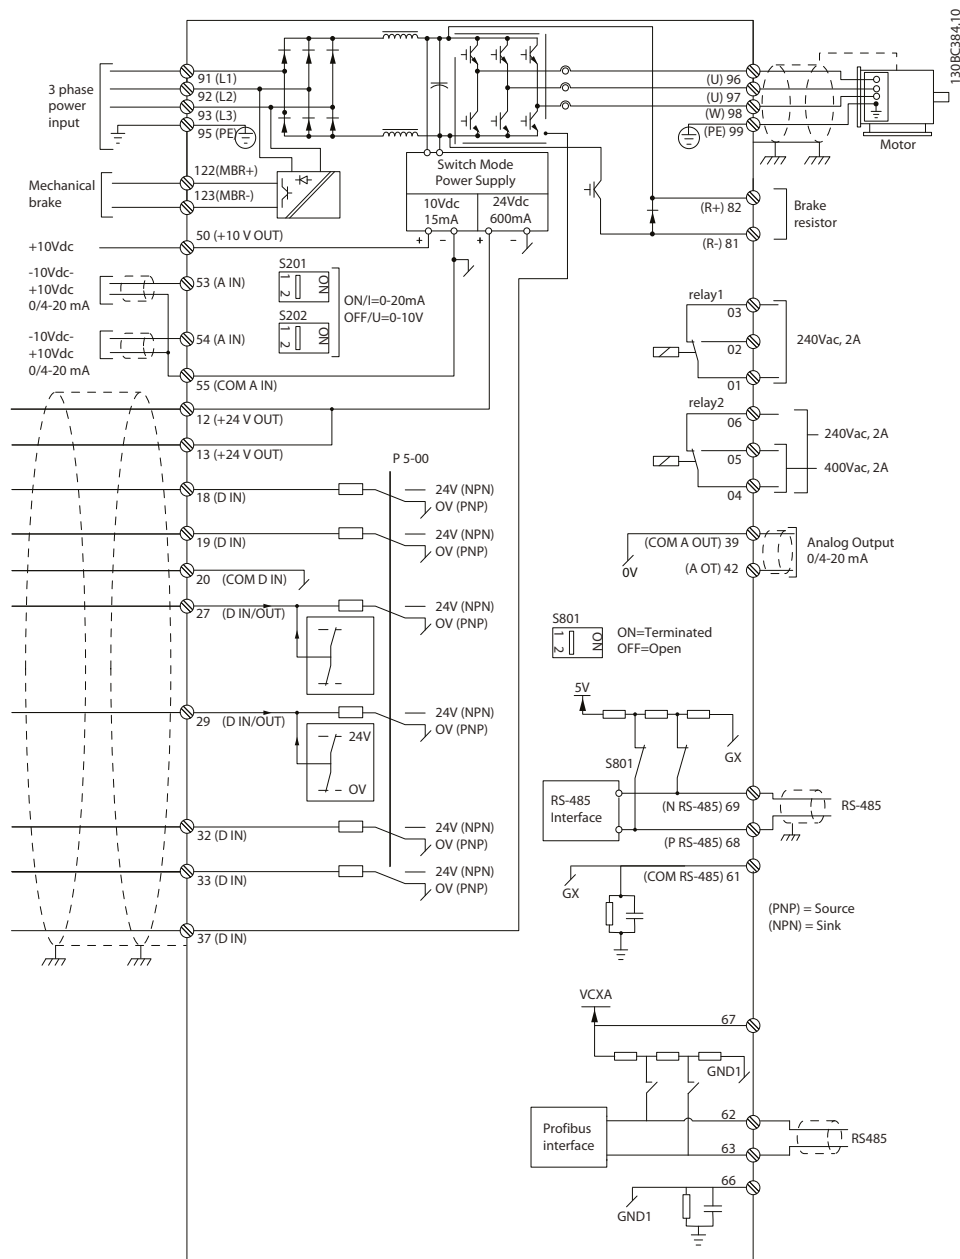 130BC384.10
3 phase
power
input
91 (L1)
92 (L2)
93 (L3)
95 (PE)
(U) 96
(U) 97
(W) 98
(PE) 99
Motor
Mechanical
brake
122(MBR+)
123(MBR-)
Switch Mode
Power Supply
10Vdc
15mA
24Vdc
600mA
+ - + -
(R+) 82
(R-) 81
Brake
resistor
+10Vdc
50 (+10 V OUT)
-10Vdc-
+10Vdc
0/4-20 mA
53 (A IN)
S201
1 2 ON
ON/I=0-20mA
OFF/U=0-10V
S202
1 2 ON
-10Vdc-
+10Vdc
0/4-20 mA
54 (A IN)
55 (COM A IN)
12 (+24 V OUT)
13 (+24 V OUT)
relay1
03
02
01
240Vac, 2A
relay2
06
05
04
240Vac, 2A
400Vac, 2A
P 5-00
18 (D IN)
24V (NPN)
OV (PNP)
19 (D IN)
24V (NPN)
OV (PNP)
20 (COM D IN)
27 (D IN/OUT)
24V (NPN)
OV (PNP)
29 (D IN/OUT)
24V (NPN)
OV (PNP)
24V
OV
32 (D IN)
24V (NPN)
OV (PNP)
33 (D IN)
24V (NPN)
OV (PNP)
37 (D IN)
(COM A OUT) 39
0V
(A OT) 42
Analog Output
0/4-20 mA
S801
1 2 ON
ON=Terminated
OFF=Open
5V
S801
GX
RS-485
Interface
(N RS-485) 69
(P RS-485) 68
RS-485
(COM RS-485) 61
GX
(PNP) = Source
(NPN) = Sink
VCXA
67
GND1
Profibus
interface
62
63
RS485
66
GND1